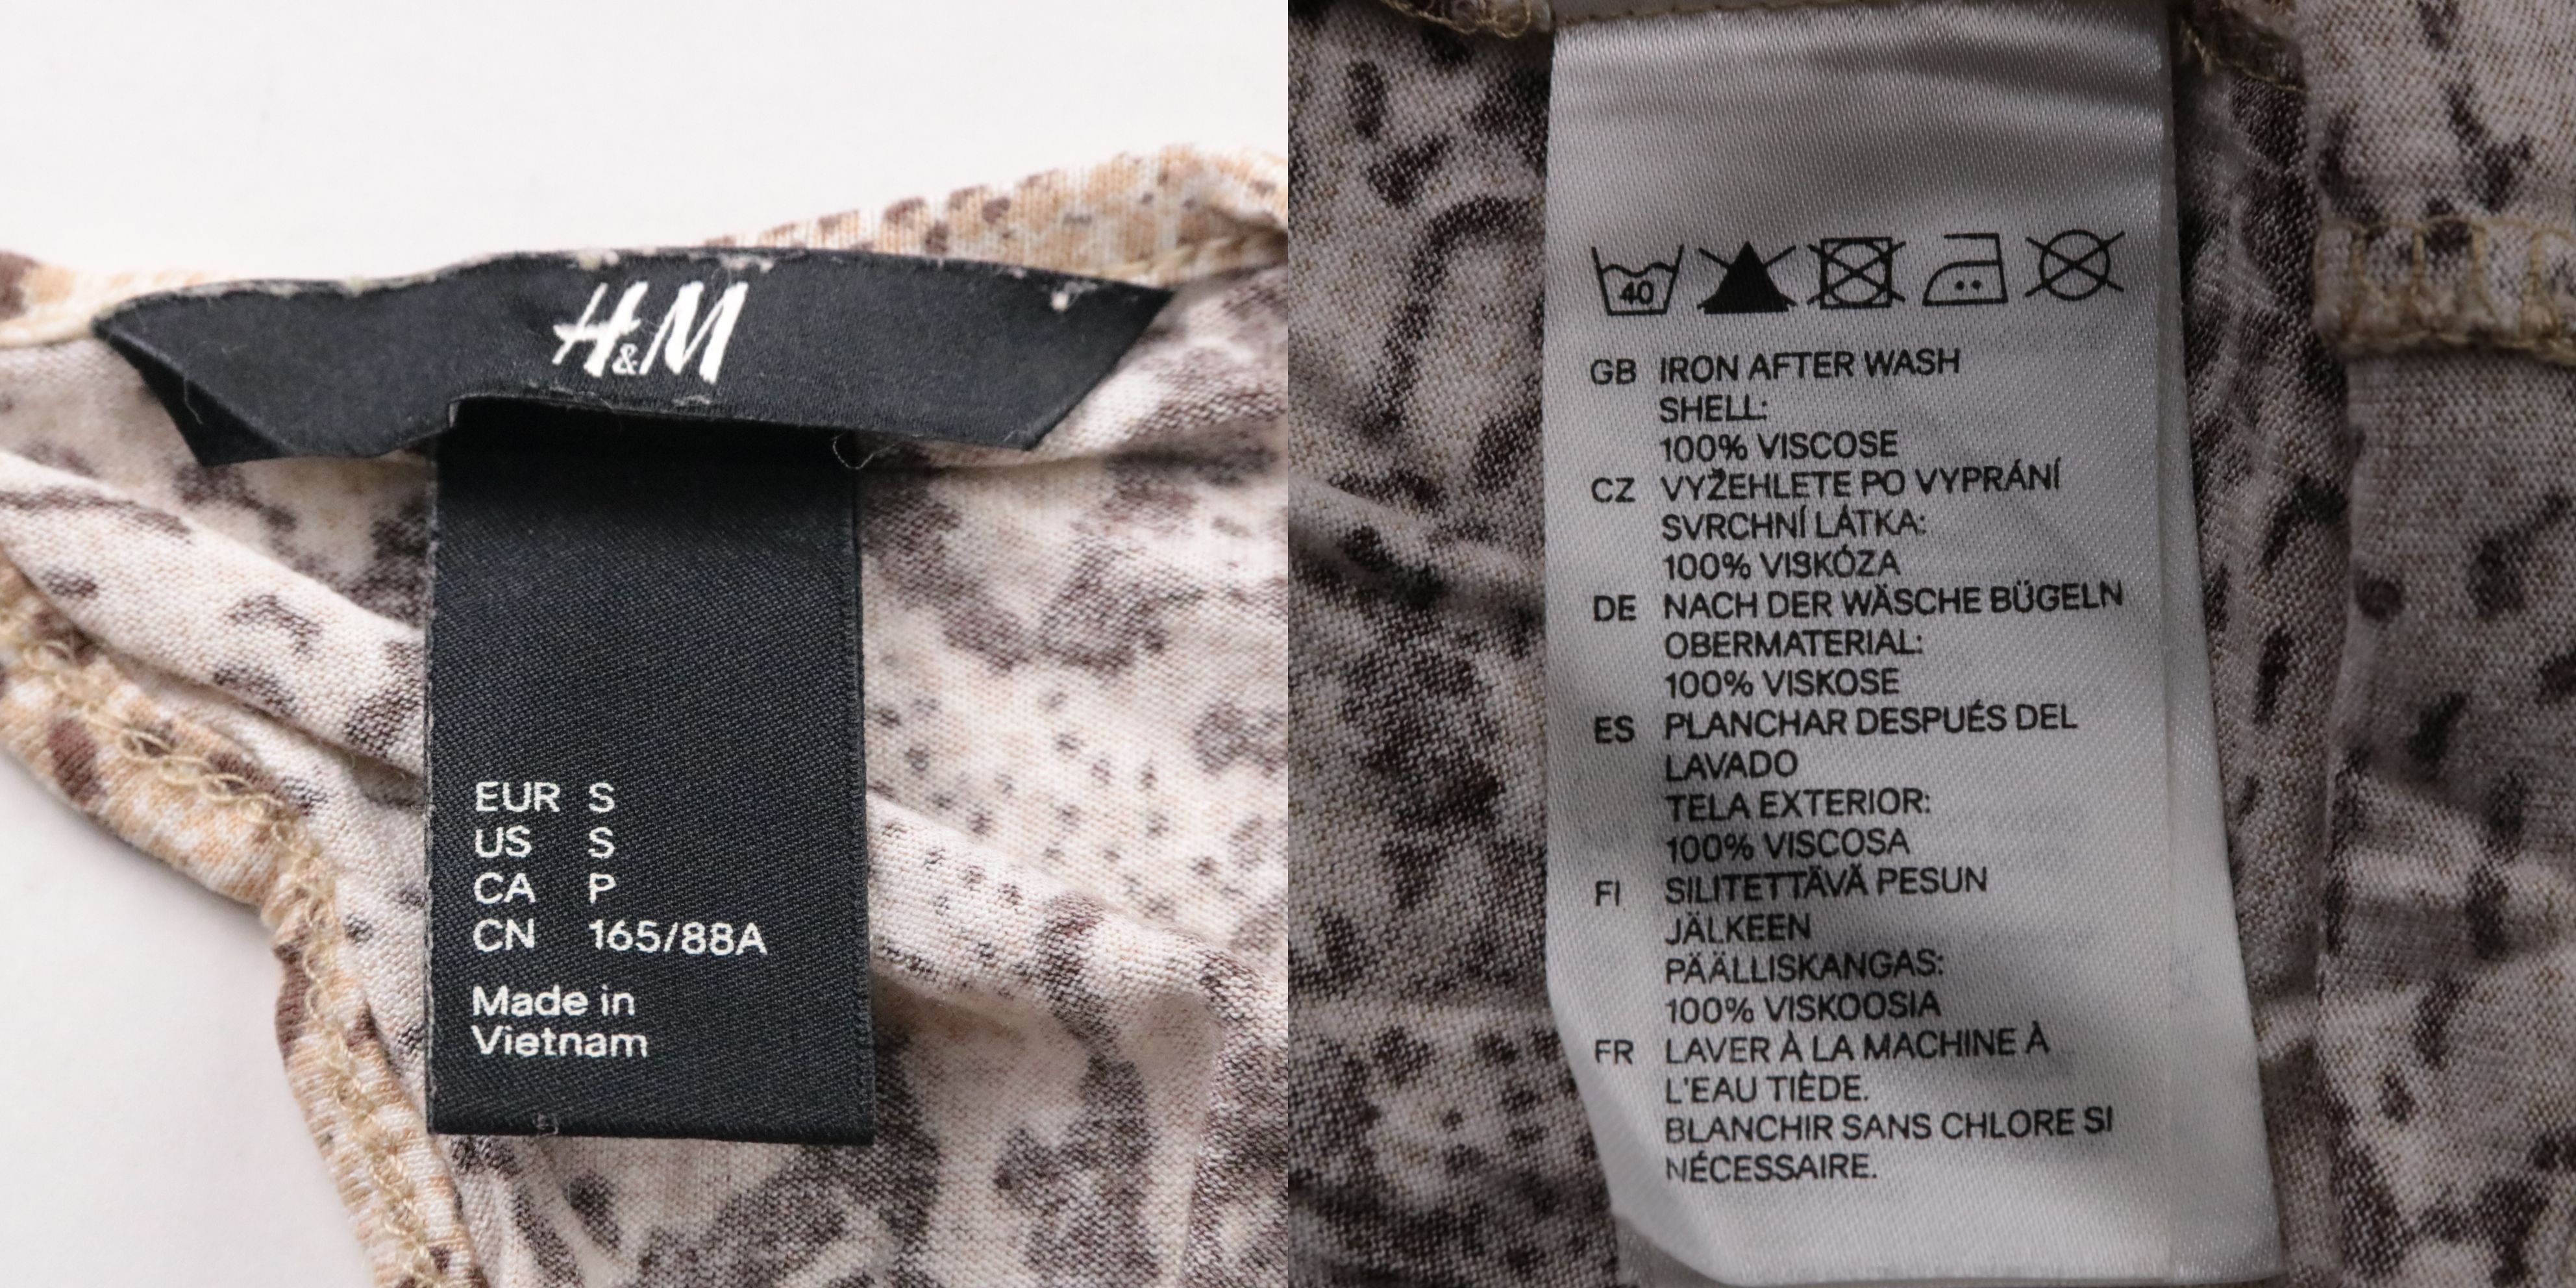 H&M
EUR S
US S
CA P
CN 165/88A
Made in
Vietnam
40
GB IRON AFTER WASH
SHELL:
100% VISCOSE
CZ VYŽEHLETE PO VYPRÁNÍ
SVRCHNÍ LÁTKA:
100% VISKÓZA
DE NACH DER WÄSCHE BÜGELN
OBERMATERIAL:
100% VISKOSE
ES PLANCHAR DESPUÉS DEL
LAVADO
TELA EXTERIOR:
100% VISCOSA
FI SILITETTÄVÄ PESUN
JÄLKEEN
PÄÄLLISKANGAS:
100% VISKOOSIA
FR LAVER À LA MACHINE À
L'EAU TIÈDE.
BLANCHIR SANS CHLORE SI
NÉCESSAIRE.